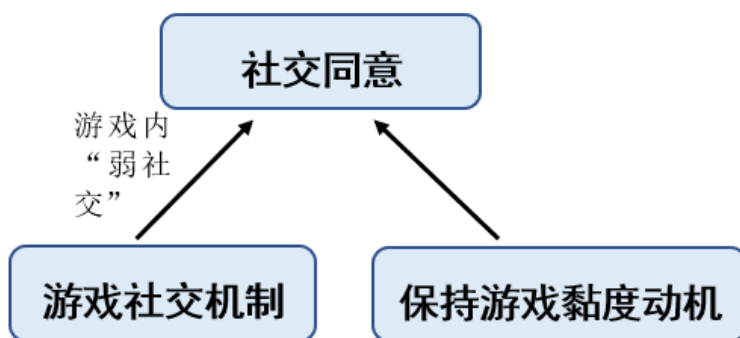 社交同意
游戏内
“弱社
交”
游戏社交机制
保持游戏黏度动机